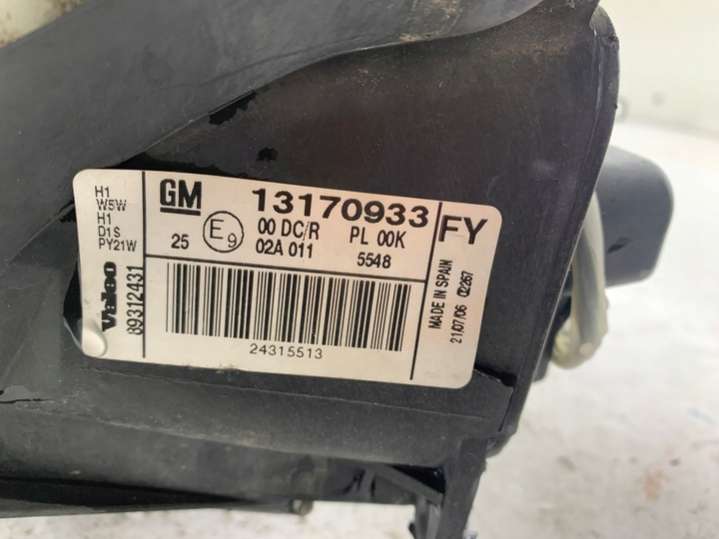 H1
W5W
H1
D1S
PY21W
Valeo
89312431
GM
13170933
FY
25
E9
00 DC/R
PL 00K
02A 011
5548
24315513
MADE IN SPAIN
21/07/06 02267